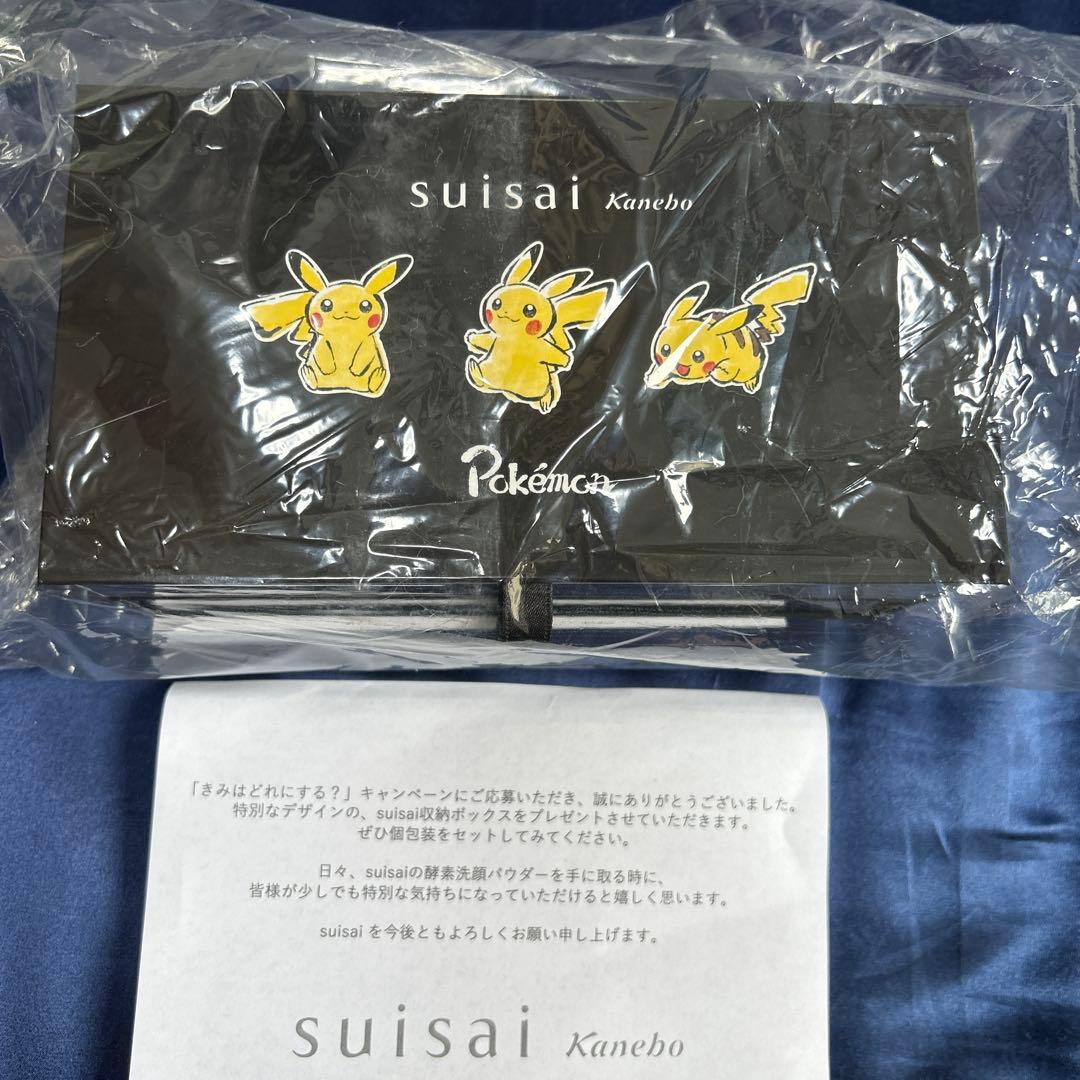 suisai Kanebo
Pokémon
「きみはどれにする？」キャンペーンにご応募いただき、誠にありがとうございました。
特別なデザインの、suisai収納ボックスをプレゼントさせていただきます。
ぜひ個包装をセットしてみてください。
日々、suisaiの酵素洗顔パウダーを手に取る時に、
皆様が少しでも特別な気持ちになっていただけると嬉しく思います。
suisai を今後ともよろしくお願い申し上げます。
suisai Kanebo